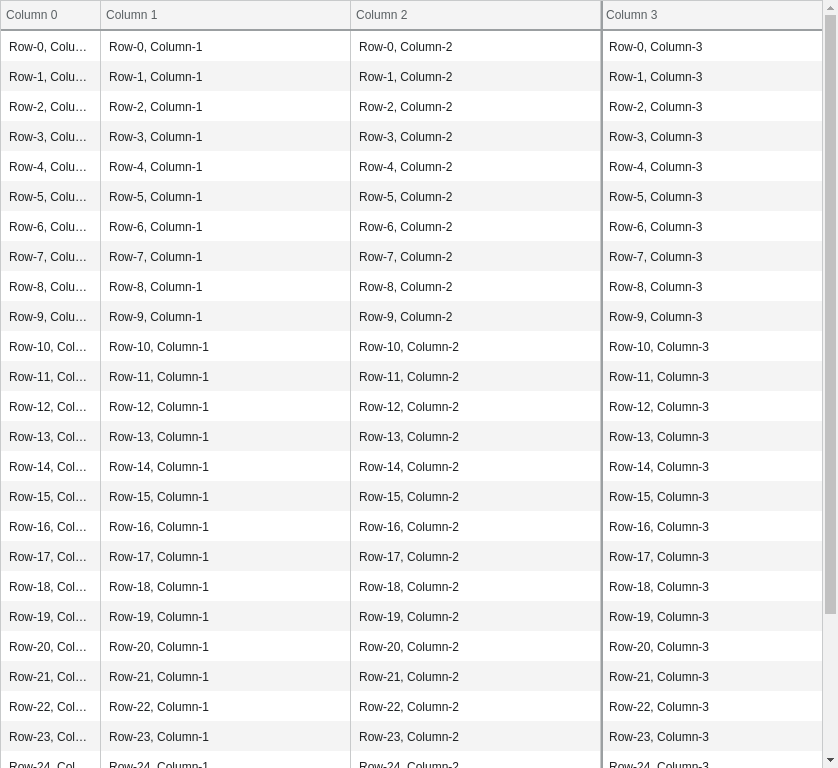 Column 0 Column 1 Column 2 Column 3
Row-0, Colu… Row-0, Column-1 Row-0, Column-2 Row-0, Column-3
Row-1, Colu… Row-1, Column-1 Row-1, Column-2 Row-1, Column-3
Row-2, Colu… Row-2, Column-1 Row-2, Column-2 Row-2, Column-3
Row-3, Colu… Row-3, Column-1 Row-3, Column-2 Row-3, Column-3
Row-4, Colu… Row-4, Column-1 Row-4, Column-2 Row-4, Column-3
Row-5, Colu… Row-5, Column-1 Row-5, Column-2 Row-5, Column-3
Row-6, Colu… Row-6, Column-1 Row-6, Column-2 Row-6, Column-3
Row-7, Colu… Row-7, Column-1 Row-7, Column-2 Row-7, Column-3
Row-8, Colu… Row-8, Column-1 Row-8, Column-2 Row-8, Column-3
Row-9, Colu… Row-9, Column-1 Row-9, Column-2 Row-9, Column-3
Row-10, Col… Row-10, Column-1 Row-10, Column-2 Row-10, Column-3
Row-11, Col… Row-11, Column-1 Row-11, Column-2 Row-11, Column-3
Row-12, Col… Row-12, Column-1 Row-12, Column-2 Row-12, Column-3
Row-13, Col… Row-13, Column-1 Row-13, Column-2 Row-13, Column-3
Row-14, Col… Row-14, Column-1 Row-14, Column-2 Row-14, Column-3
Row-15, Col… Row-15, Column-1 Row-15, Column-2 Row-15, Column-3
Row-16, Col… Row-16, Column-1 Row-16, Column-2 Row-16, Column-3
Row-17, Col… Row-17, Column-1 Row-17, Column-2 Row-17, Column-3
Row-18, Col… Row-18, Column-1 Row-18, Column-2 Row-18, Column-3
Row-19, Col… Row-19, Column-1 Row-19, Column-2 Row-19, Column-3
Row-20, Col… Row-20, Column-1 Row-20, Column-2 Row-20, Column-3
Row-21, Col… Row-21, Column-1 Row-21, Column-2 Row-21, Column-3
Row-22, Col… Row-22, Column-1 Row-22, Column-2 Row-22, Column-3
Row-23, Col… Row-23, Column-1 Row-23, Column-2 Row-23, Column-3
Row-24, Col… Row-24, Column-1 Row-24, Column-2 Row-24, Column-3